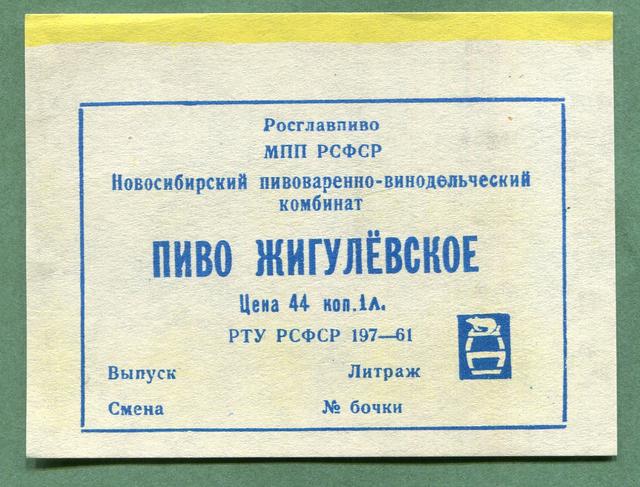 Росглавпиво
МПП РСФСР
Новосибирский пивоваренно-винодельческий
комбинат
ПИВО ЖИГУЛЁВСКОЕ
Цена 44 коп.1л.
РТУ РСФСР 197—61
Выпуск Литраж
Смена № бочки